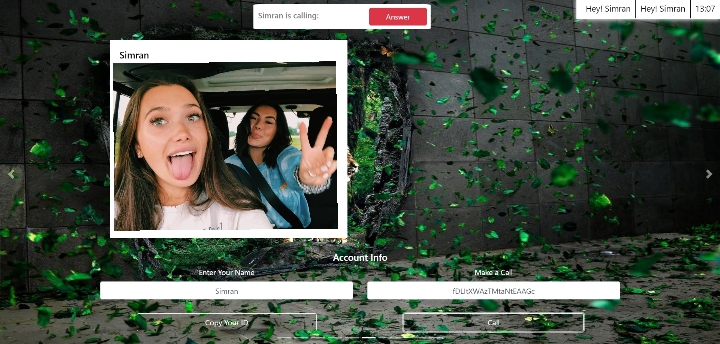 Simran is calling:
Answer
Hey! Simran
Hey! Simran
13:07
Simran
Account Info
Enter Your Name
Make a Call
Simran
fDLltXWAzTMtaNtEAAGc
Copy Your ID
Call